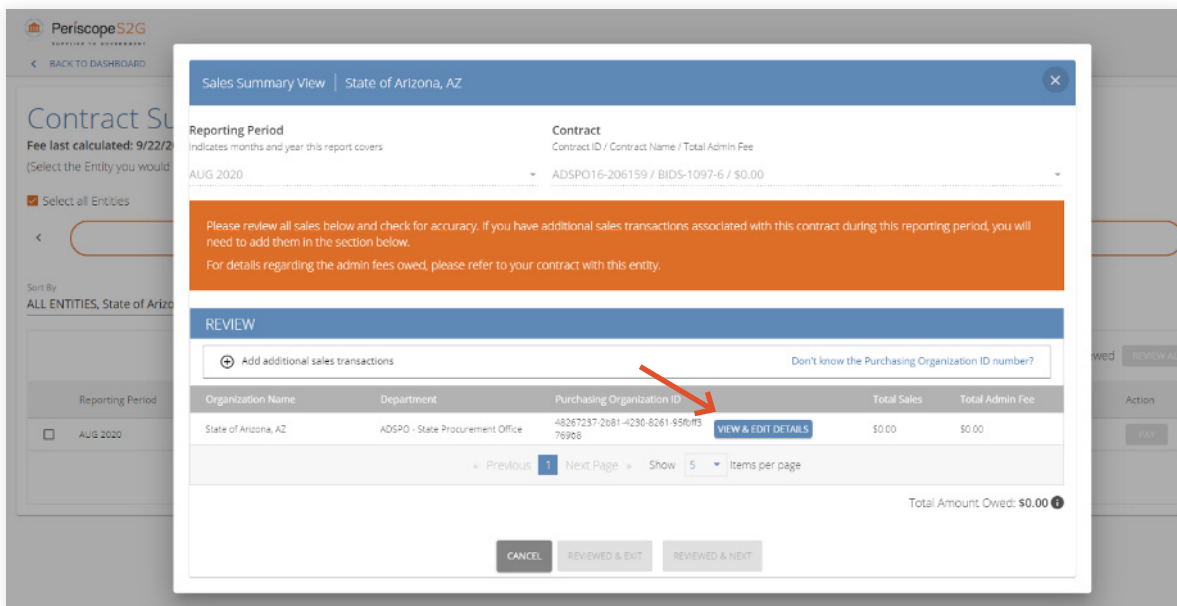 Periscope S2G
SUPPLIER TO GOVERNMENT
BACK TO DASHBOARD
Contract Su
Fee last calculated: 9/22/2
(Select the Entity you would
Select all Entities
Sort By
ALL ENTITIES, State of Arizo
Reporting Period
AUG 2020
Sales Summary View | State of Arizona, AZ
Reporting Period
Indicates months and year this report covers
AUG 2020
Contract
Contract ID / Contract Name / Total Admin Fee
ADSPO16-206159 / BIDS-1097-6 / $0.00
Please review all sales below and check for accuracy. If you have additional sales transactions associated with this contract during this reporting period, you will
need to add them in the section below.
For details regarding the admin fees owed, please refer to your contract with this entity.
REVIEW
Add additional sales transactions
Don't know the Purchasing Organization ID number?
Organization Name Department Purchasing Organization ID Total Sales Total Admin Fee
State of Arizona, AZ ADSPO - State Procurement Office 48267237-2b81-4230-8261-95fbff3 VIEW & EDIT DETAILS $0.00 $0.00
769b8
« Previous 1 Next Page » Show 5 Items per page
Total Amount Owed: $0.00
CANCEL REVIEWED & EXIT REVIEWED & NEXT
wed REVIEW AL
Action
PAY